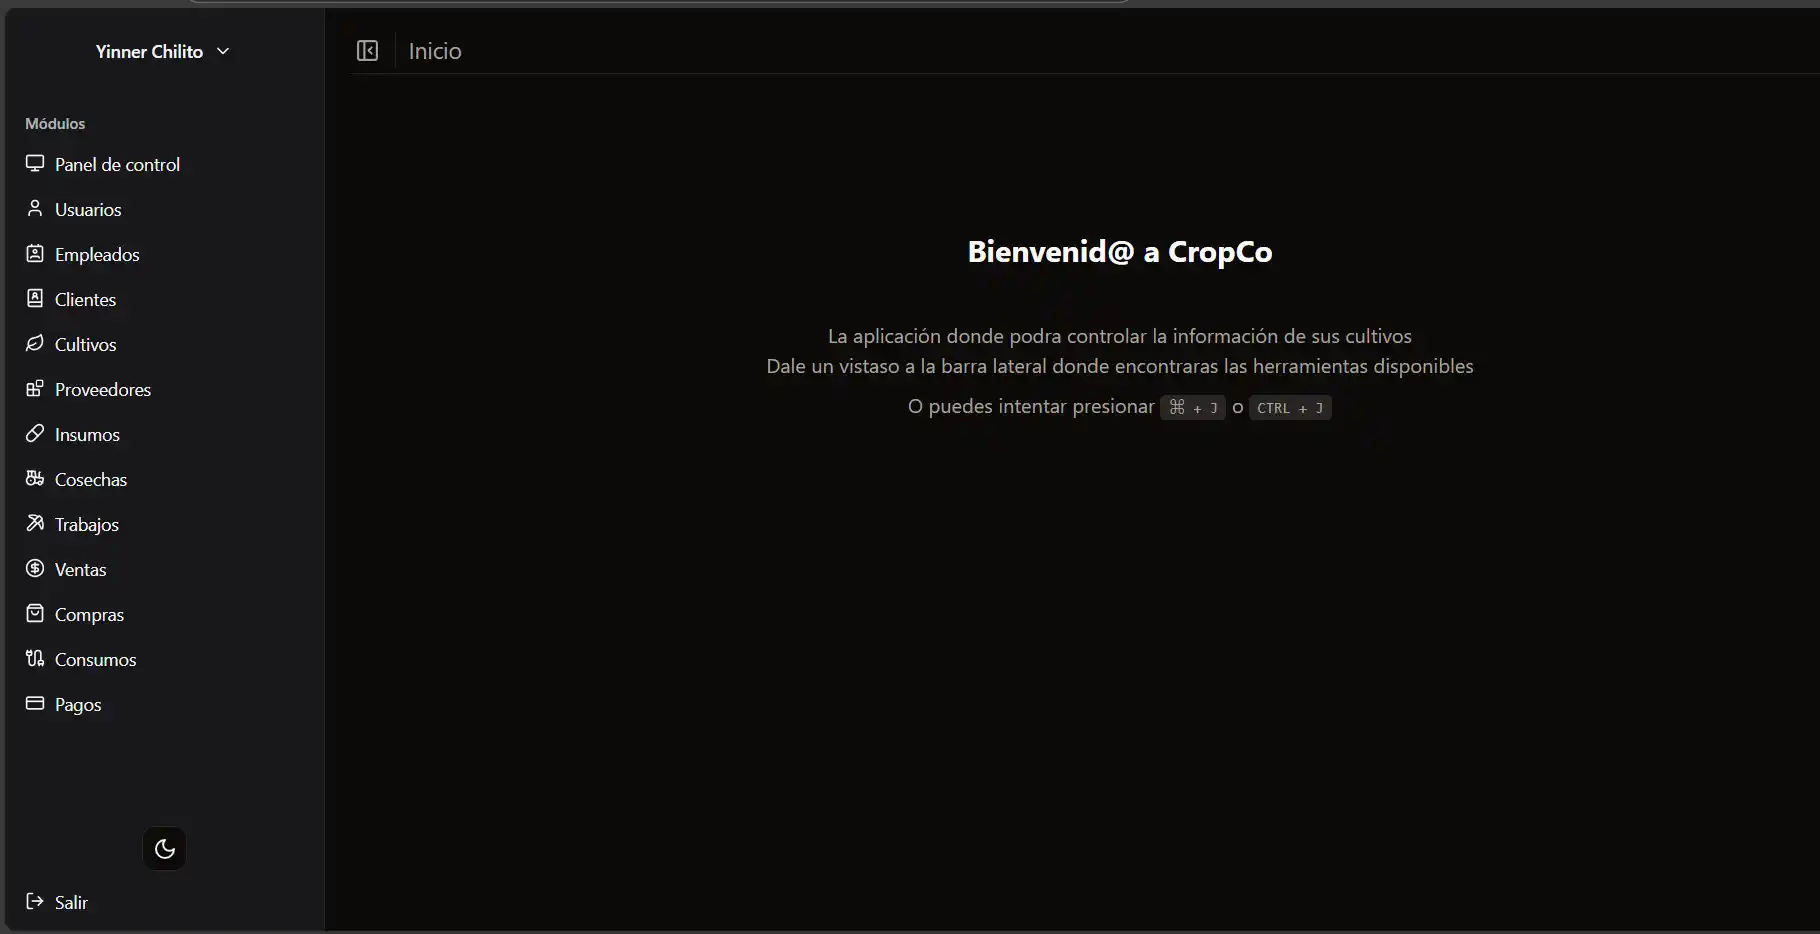 Yinner Chilito
Módulos
Panel de control
Usuarios
Empleados
Clientes
Cultivos
Proveedores
Insumos
Cosechas
Trabajos
Ventas
Compras
Consumos
Pagos
Salir
Inicio
Bienvenid@ a CropCo
La aplicación donde podra controlar la información de sus cultivos
Dale un vistaso a la barra lateral donde encontraras las herramientas disponibles
O puedes intentar presionar ⌘ + J o CTRL + J